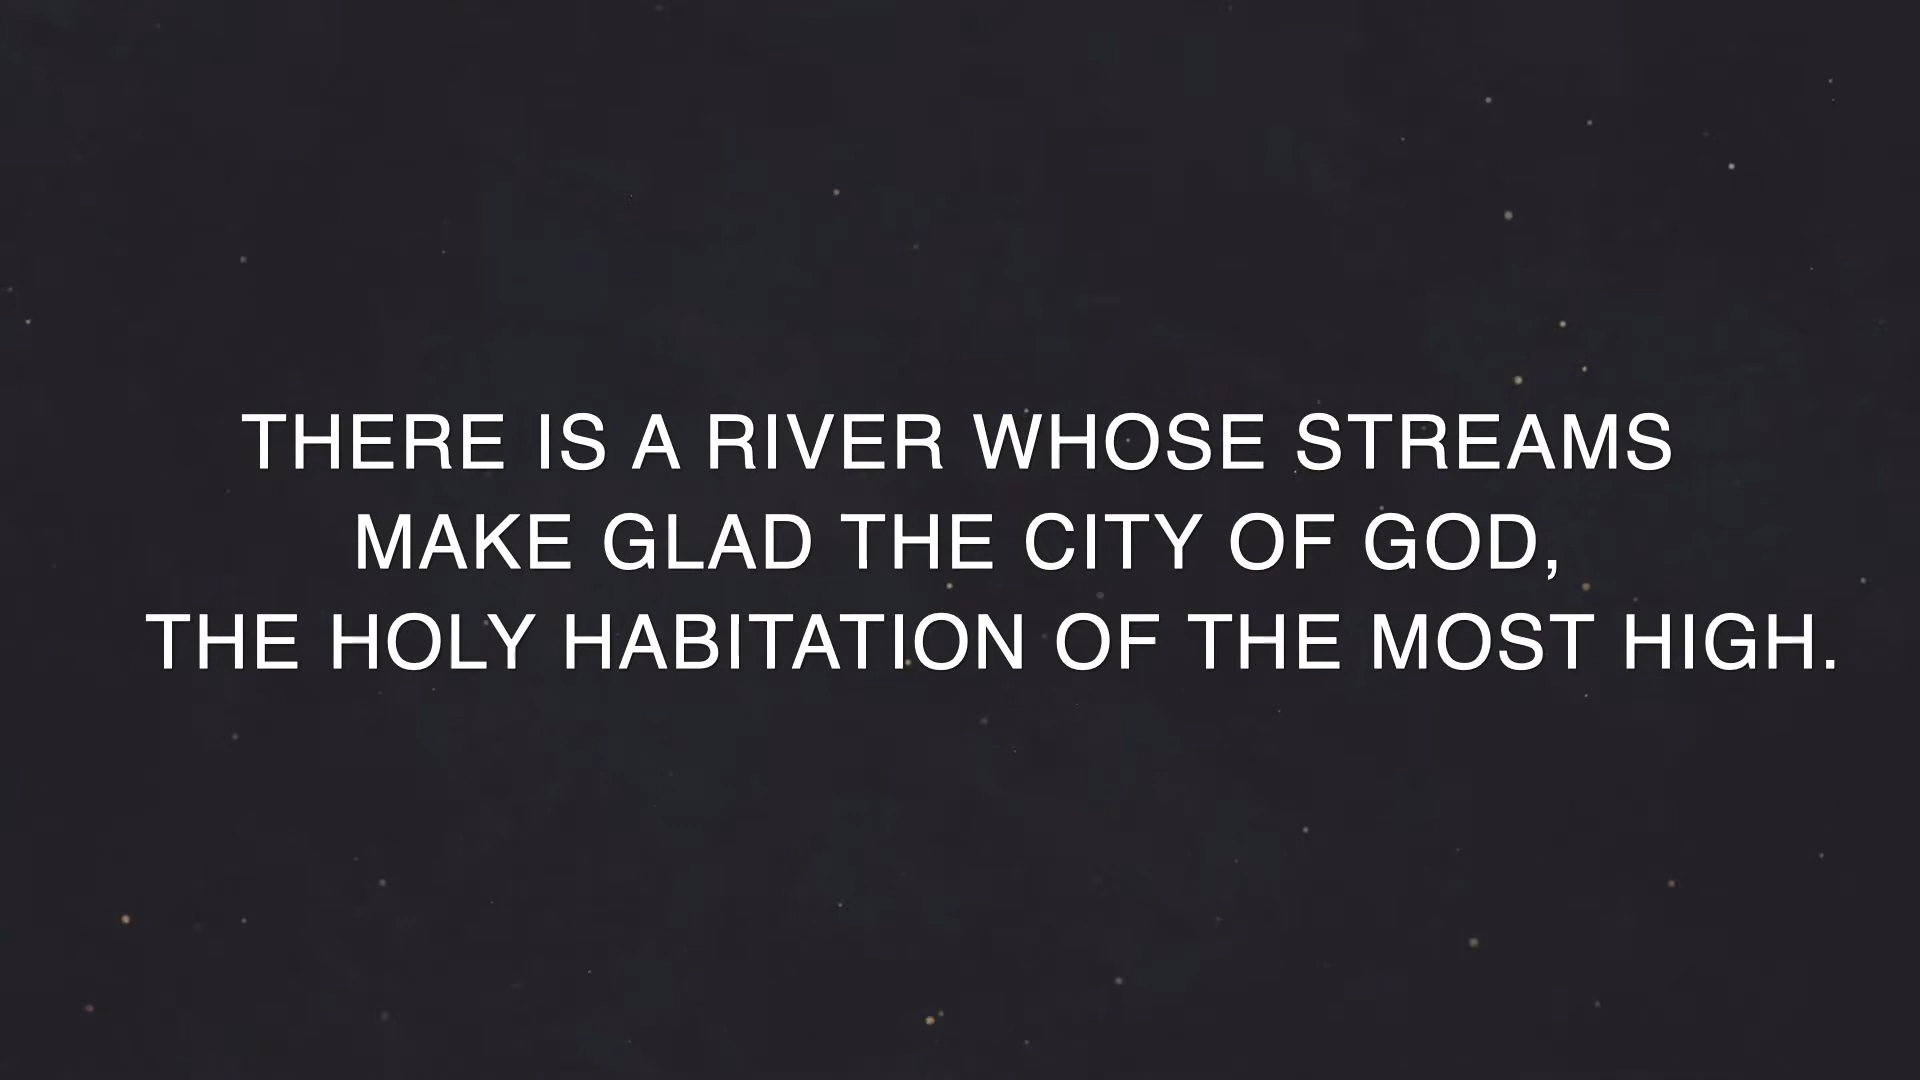 THERE IS A RIVER WHOSE STREAMS
MAKE GLAD THE CITY OF GOD,
THE HOLY HABITATION OF THE MOST HIGH.